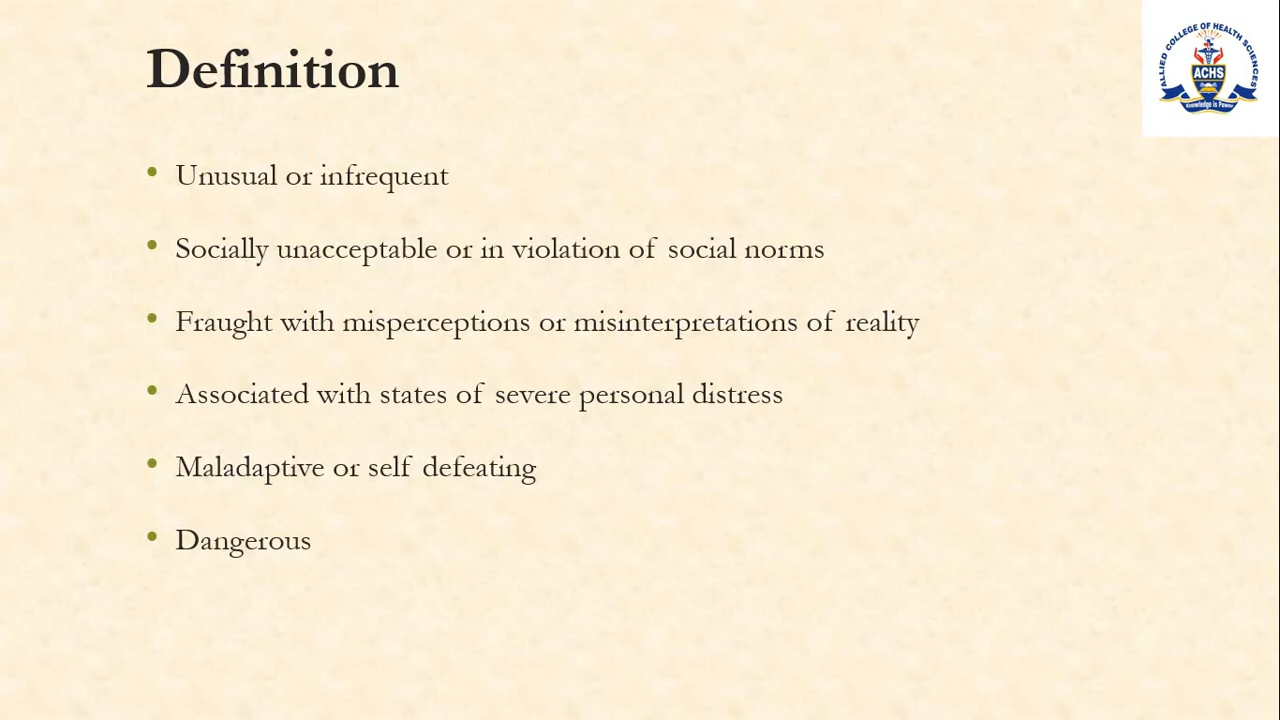 Definition
ALLIED COLLEGE OF HEALTH SCIENCES
ACHS
Knowledge is Power
• Unusual or infrequent
• Socially unacceptable or in violation of social norms
• Fraught with misperceptions or misinterpretations of reality
• Associated with states of severe personal distress
• Maladaptive or self defeating
• Dangerous